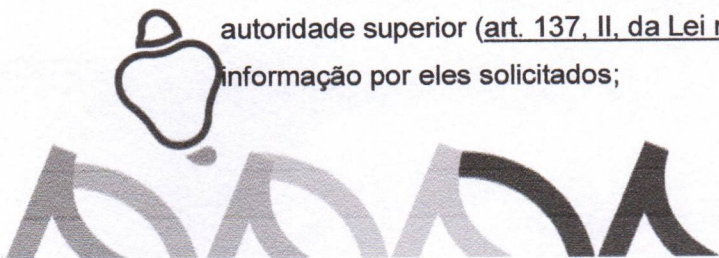 autoridade superior (art. 137, II, da Lei
informação por eles solicitados;